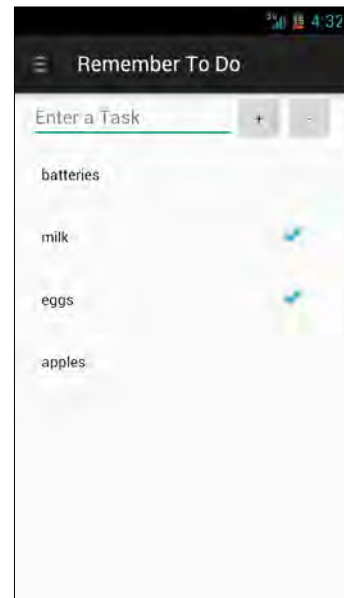 4:32
Remember To Do
Enter a Task + -
batteries
milk
eggs
apples